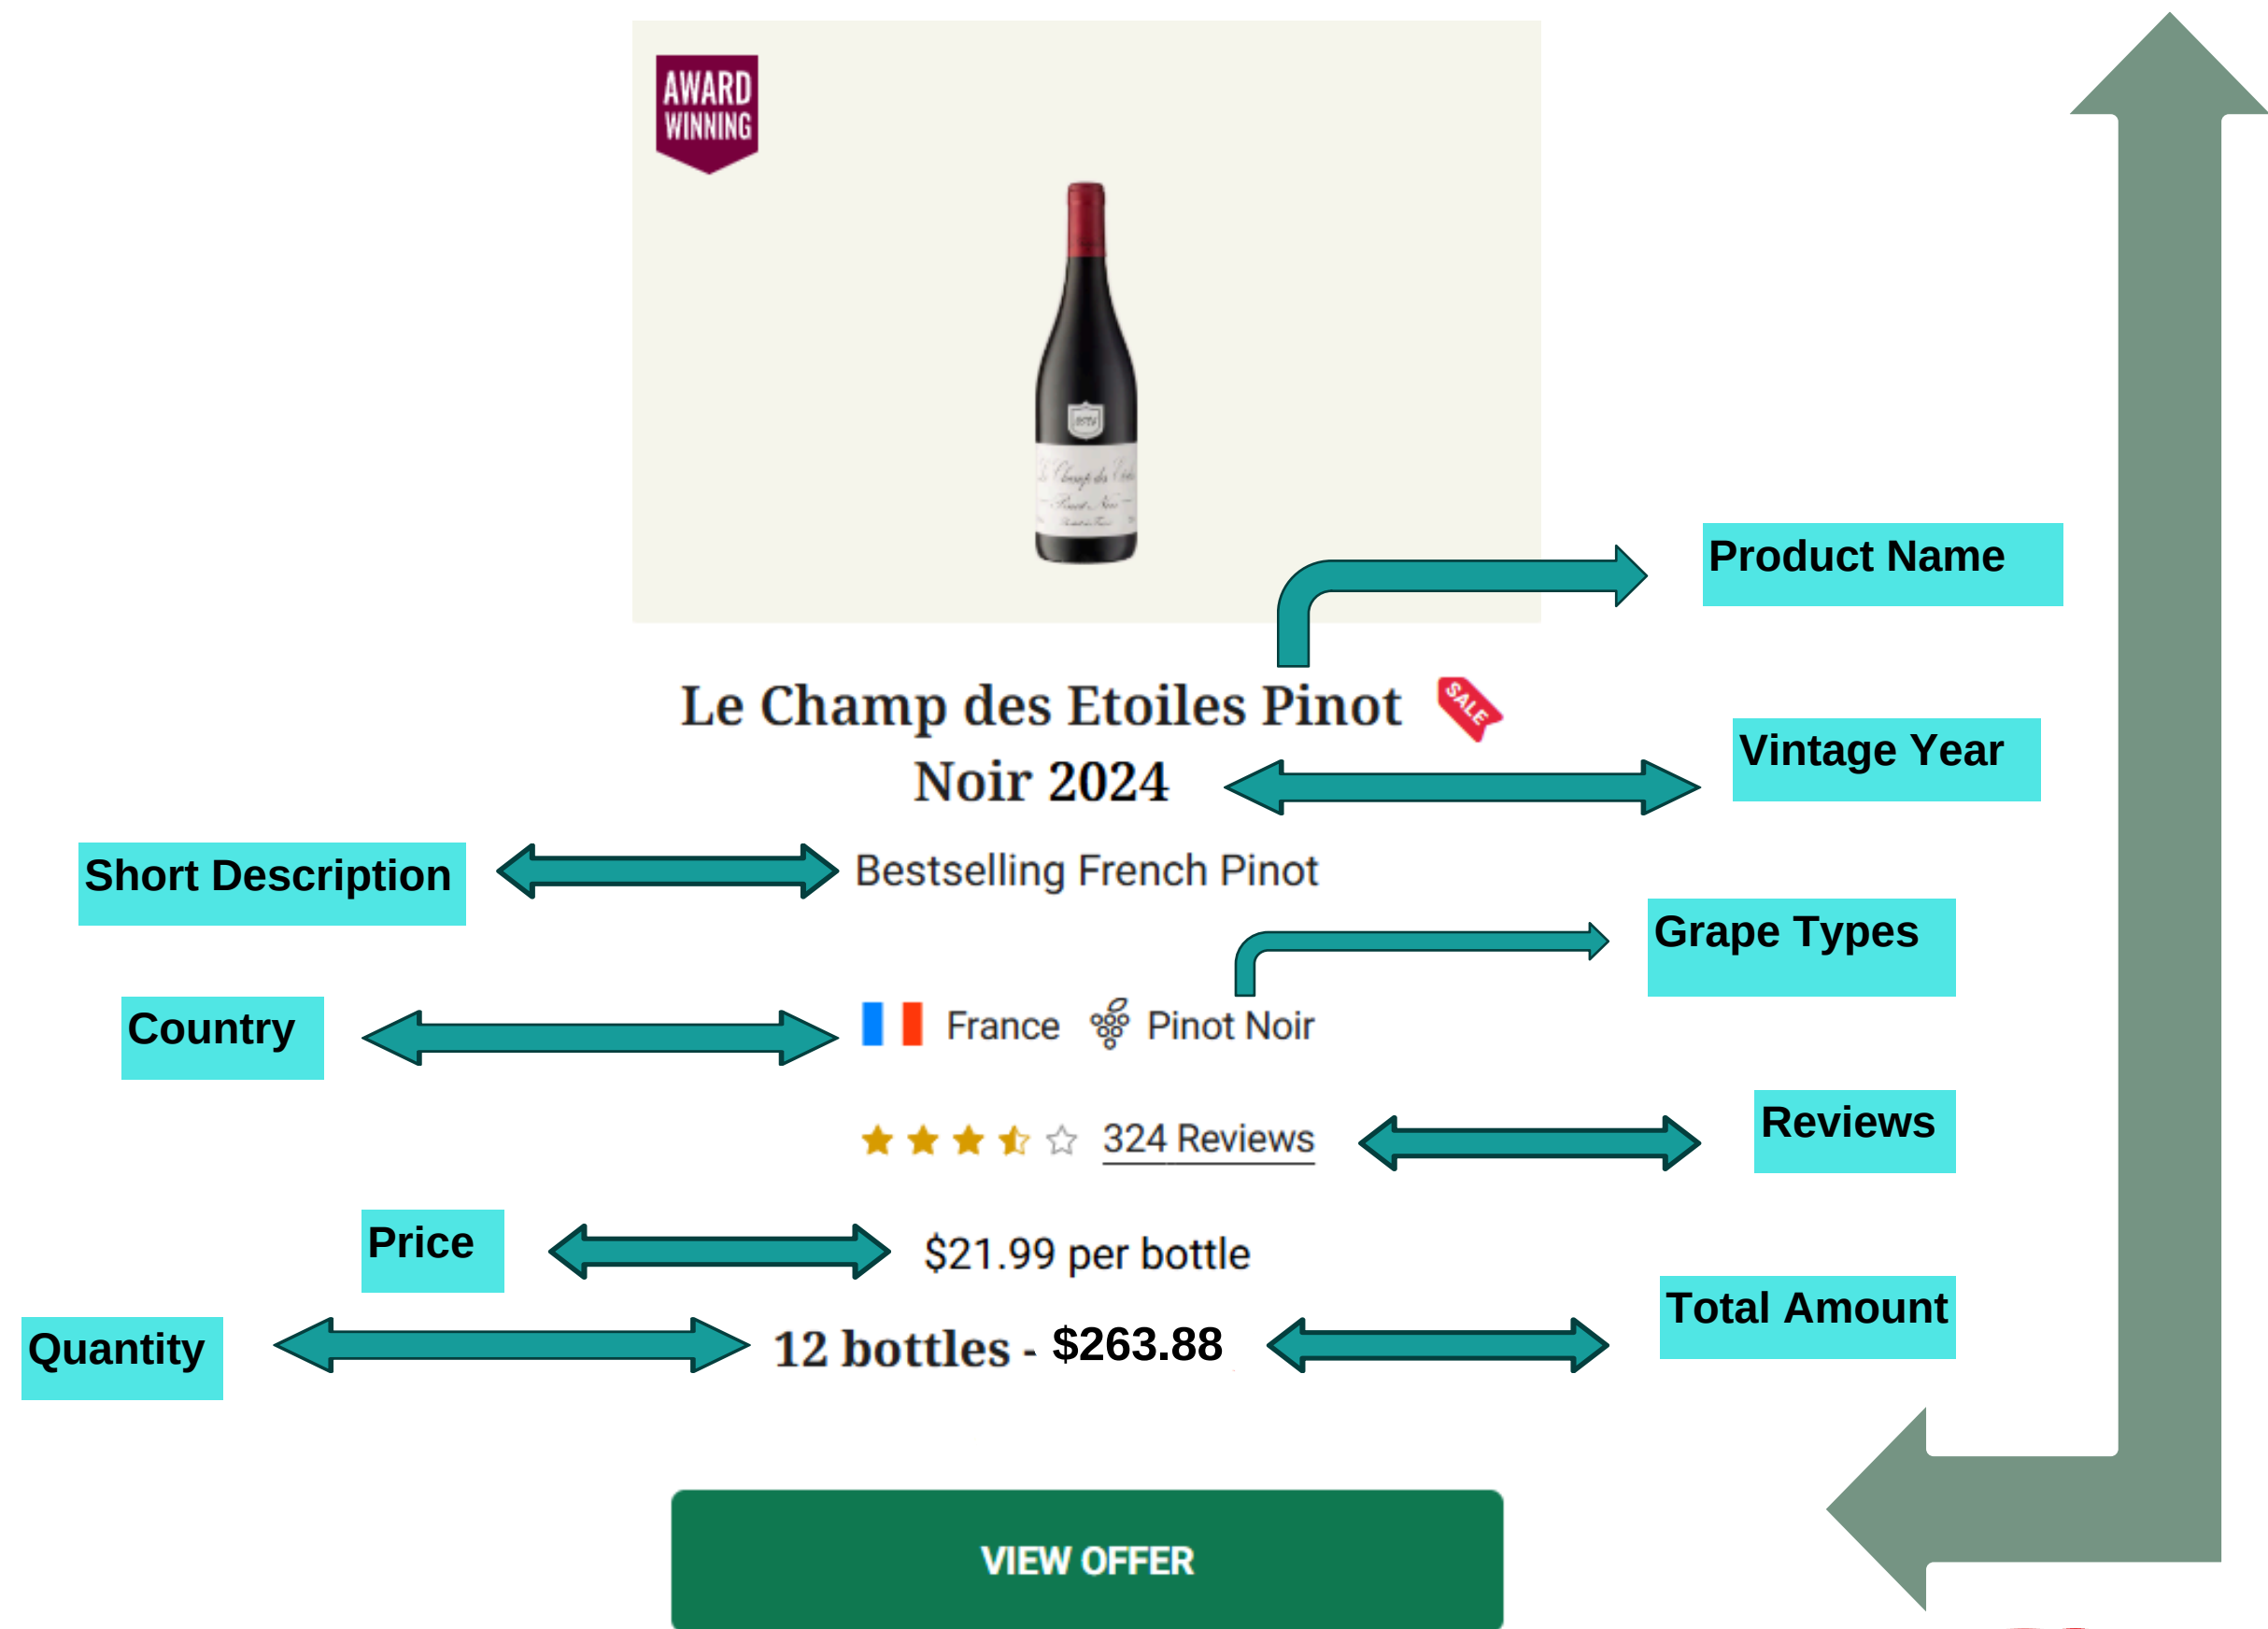 AWARD
WINNING
Product Name
Le Champ des Etoiles Pinot
SALE
Noir 2024
Vintage Year
Short Description
Bestselling French Pinot
Grape Types
Country
France
Pinot Noir
324 Reviews
Reviews
Price
$21.99 per bottle
Quantity
12 bottles - $263.88
Total Amount
VIEW OFFER